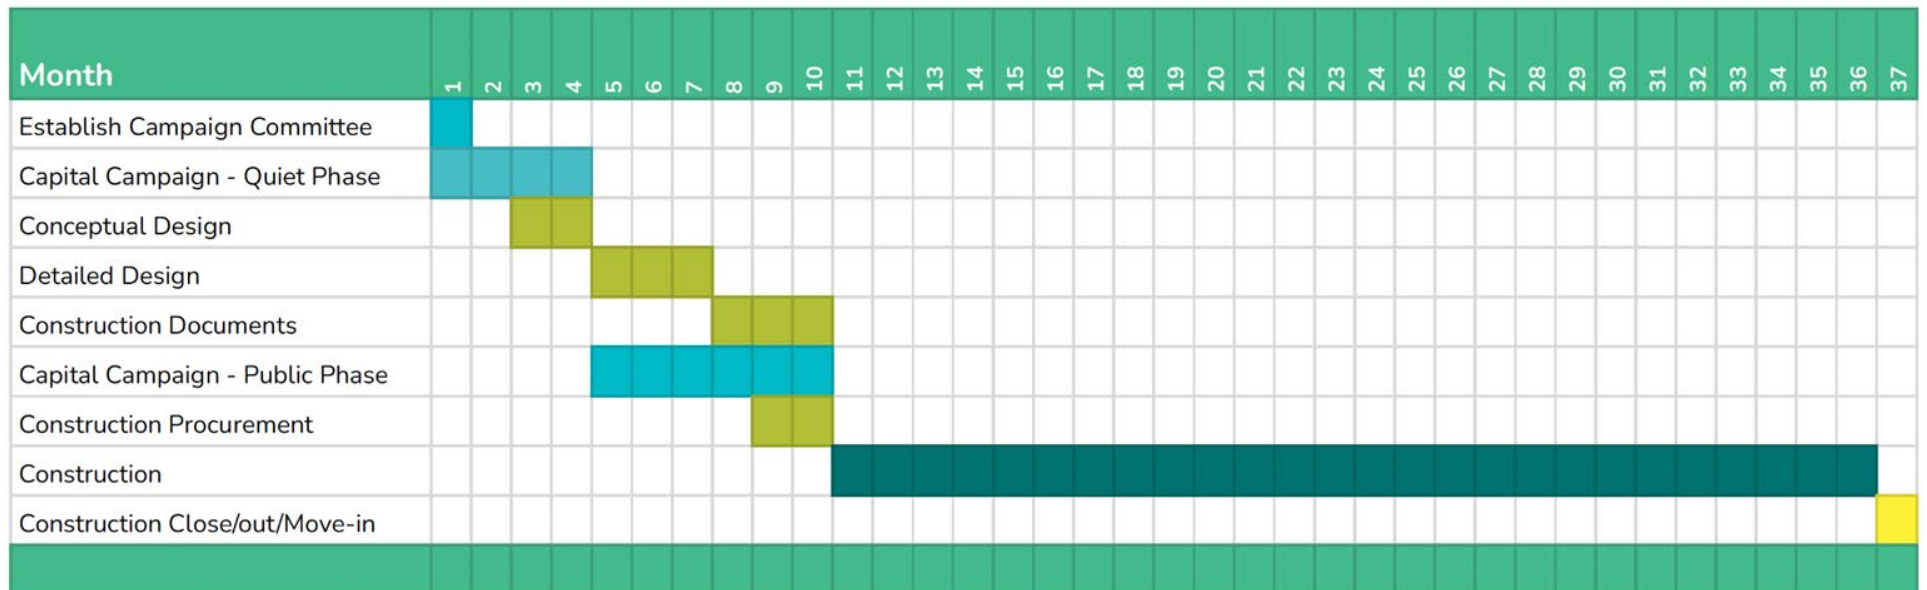 Month 1 2 3 4 5 6 7 8 9 10 11 12 13 14 15 16 17 18 19 20 21 22 23 24 25 26 27 28 29 30 31 32 33 34 35 36 37
Establish Campaign Committee
Capital Campaign - Quiet Phase
Conceptual Design
Detailed Design
Construction Documents
Capital Campaign - Public Phase
Construction Procurement
Construction
Construction Close/out/Move-in